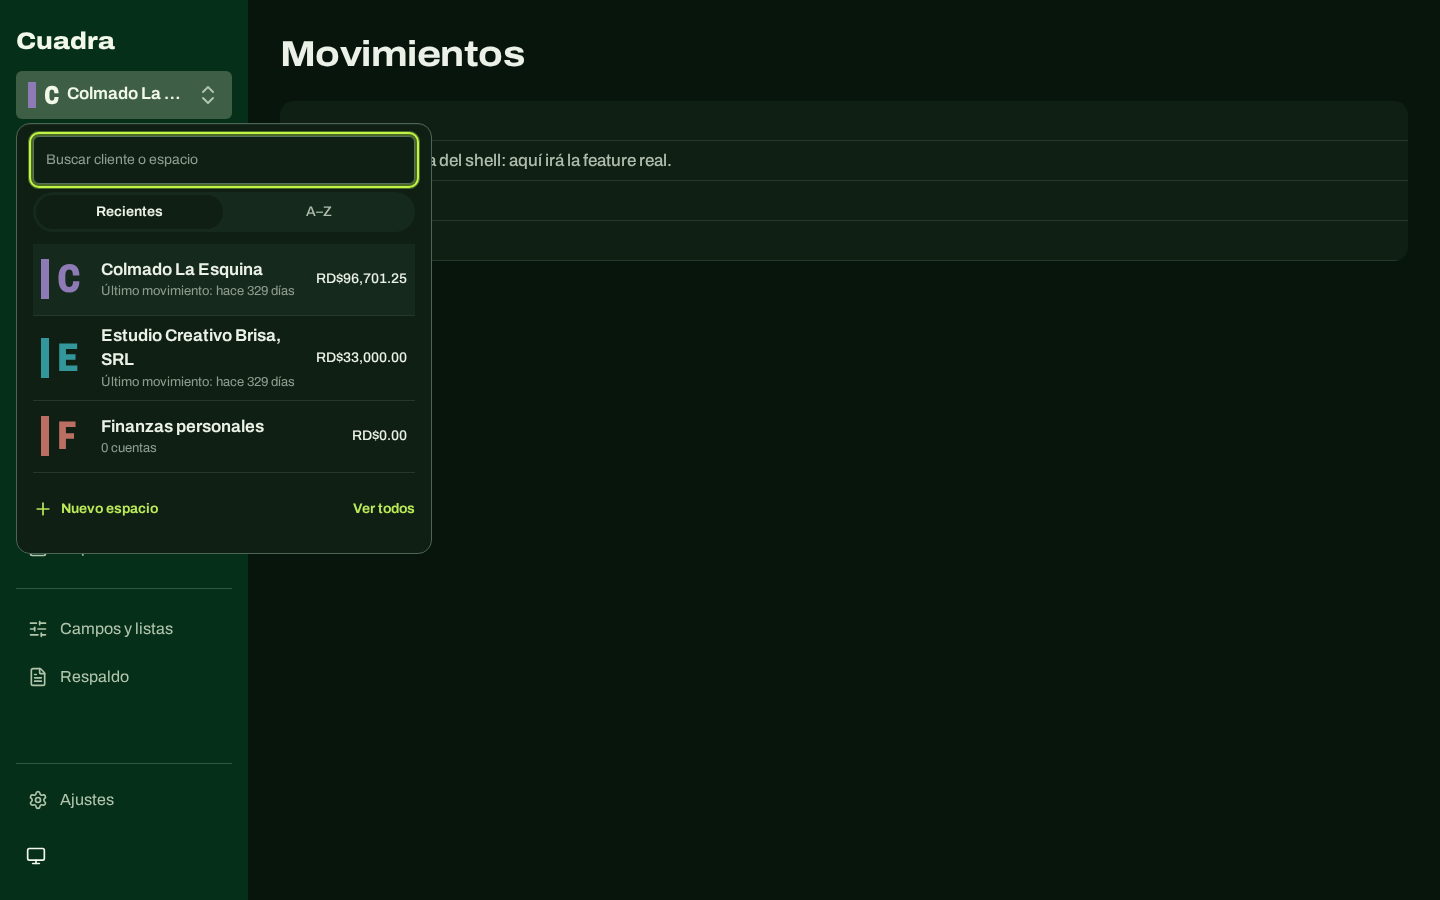 Cuadra
Movimientos
C Colmado La ...
a del shell: aquí irá la feature real.
Buscar cliente o espacio
Recientes
A–Z
C
Colmado La Esquina
Último movimiento: hace 329 días
RD$96,701.25
E
Estudio Creativo Brisa,
SRL
Último movimiento: hace 329 días
RD$33,000.00
F
Finanzas personales
0 cuentas
RD$0.00
Nuevo espacio
Ver todos
Campos y listas
Respaldo
Ajustes